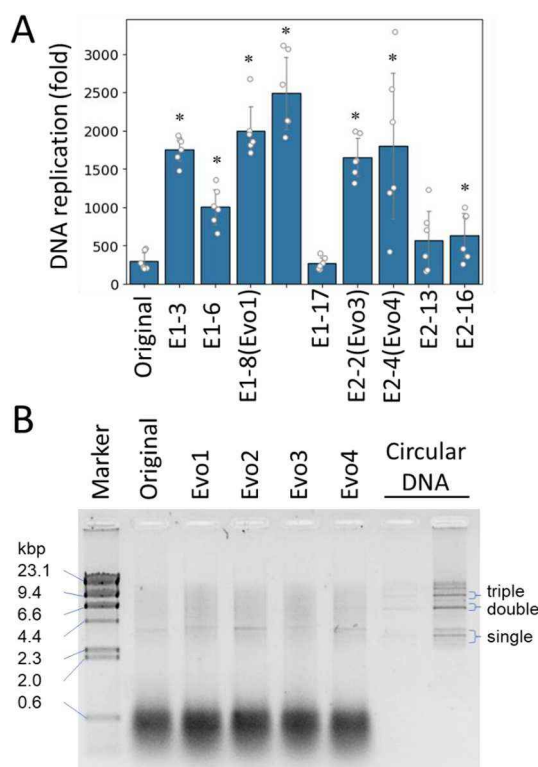 A
DNA replication (fold)
3000
2500
2000
1500
1000
500
0
* * * * * * *
Original
E1-3
E1-6
E1-8(Evo1)
E1-17
E2-2(Evo3)
E2-4(Evo4)
E2-13
E2-16
B
Marker
Original
Evo1
Evo2
Evo3
Evo4
Circular
DNA
kbp
23.1
9.4
6.6
4.4
2.3
2.0
0.6
triple
double
single